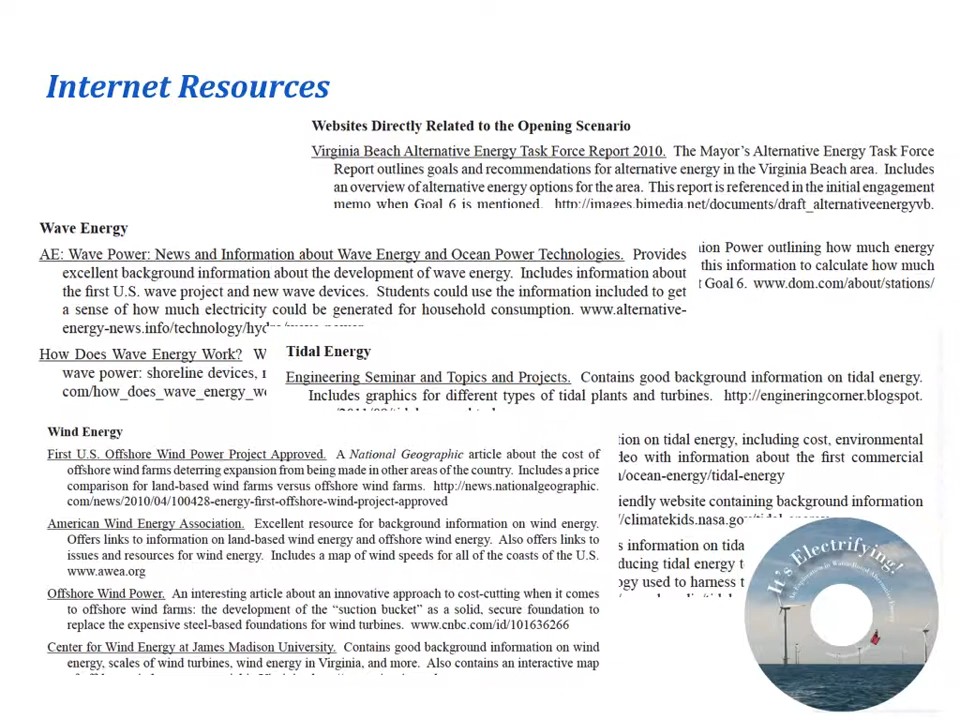 Internet Resources
Websites Directly Related to the Opening Scenario
Virginia Beach Alternative Energy Task Force Report 2010. The Mayor’s Alternative Energy Task Force
Report outlines goals and recommendations for alternative energy in the Virginia Beach area. Includes
an overview of alternative energy options for the area. This report is referenced in the initial engagement
memo when Goal 6 is mentioned. http://images.bimedia.net/documents/draft_alternativeenergyvb.
ion Power outlining how much energy
this information to calculate how much
t Goal 6. www.dom.com/about/stations/
Wave Energy
AE: Wave Power: News and Information about Wave Energy and Ocean Power Technologies. Provides
excellent background information about the development of wave energy. Includes information about
the first U.S. wave project and new wave devices. Students could use the information included to get
a sense of how much electricity could be generated for household consumption. www.alternative-
energy-news.info/technology/hydro/wave-power
How Does Wave Energy Work? W
wave power: shoreline devices,
com/how_does_wave_energy_wo
Tidal Energy
Engineering Seminar and Topics and Projects. Contains good background information on tidal energy.
Includes graphics for different types of tidal plants and turbines. http://engineringcorner.blogspot.
tion on tidal energy, including cost, environmental
deo with information about the first commercial
/ocean-energy/tidal-energy
iendly website containing background information
//climatekids.nasa.gov/tidal-energy
s information on tida
ducing tidal energy t
ogy used to harness t
Wind Energy
First U.S. Offshore Wind Power Project Approved. A National Geographic article about the cost of
offshore wind farms deterring expansion from being made in other areas of the country. Includes a price
comparison for land-based wind farms versus offshore wind farms. http://news.nationalgeographic.
com/news/2010/04/100428-energy-first-offshore-wind-project-approved
American Wind Energy Association. Excellent resource for background information on wind energy.
Offers links to information on land-based wind energy and offshore wind energy. Also offers links to
issues and resources for wind energy. Includes a map of wind speeds for all of the coasts of the U.S.
www.awea.org
Offshore Wind Power. An interesting article about an innovative approach to cost-cutting when it comes
to offshore wind farms: the development of the “suction bucket” as a solid, secure foundation to
replace the expensive steel-based foundations for wind turbines. www.cnbc.com/id/101636266
Center for Wind Energy at James Madison University. Contains good background information on wind
energy, scales of wind turbines, wind energy in Virginia, and more. Also contains an interactive map
It's Electrifying!